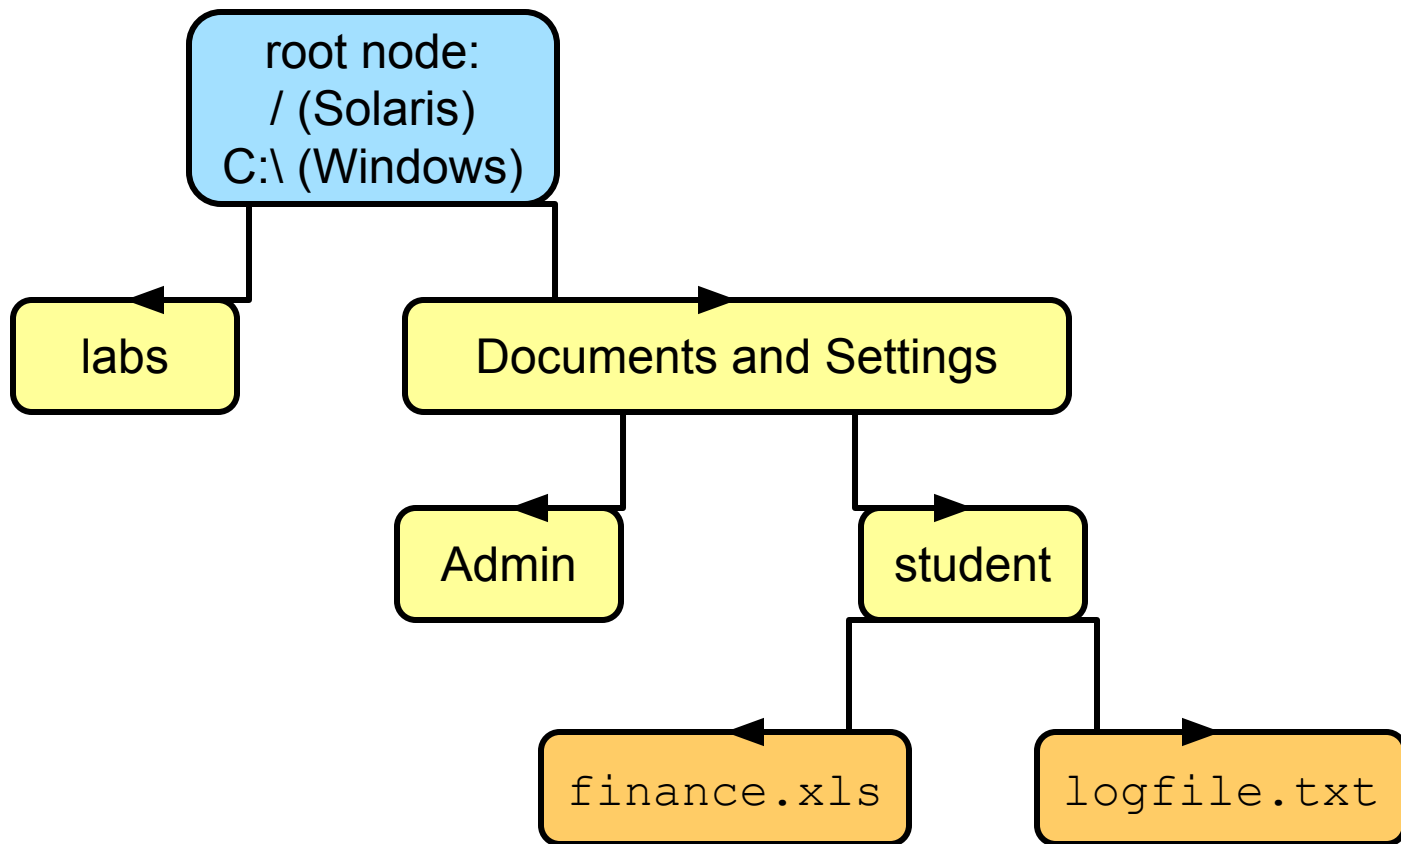 root node:
/ (Solaris)
C:\ (Windows)
labs
Documents and Settings
Admin
student
finance.xls
logfile.txt